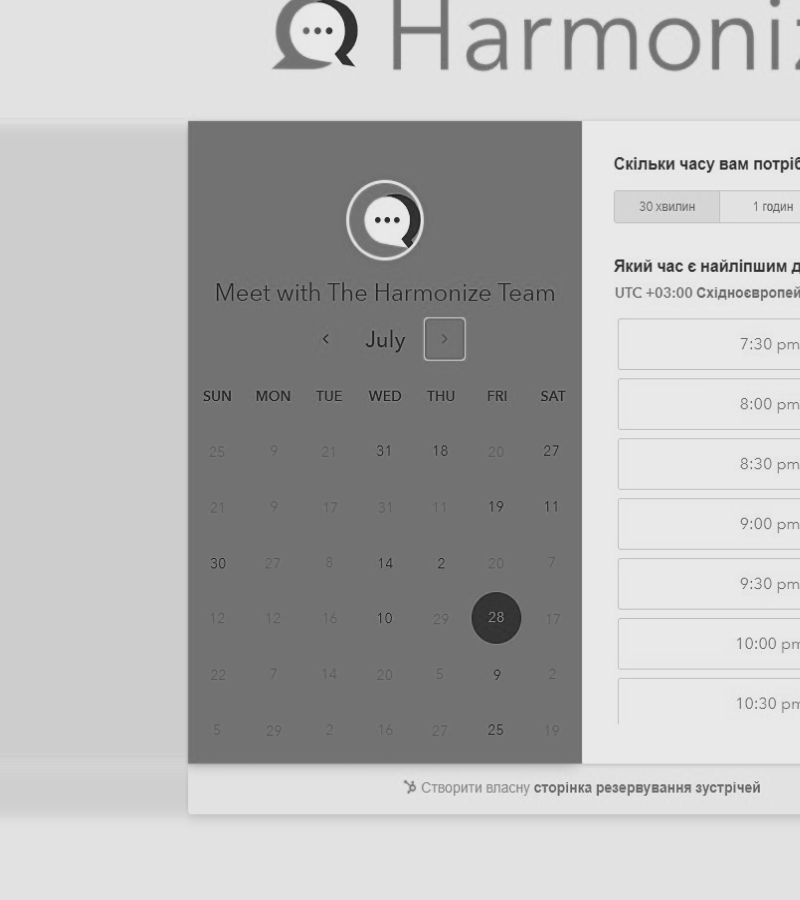 Harmoniz
Meet with The Harmonize Team
July
SUN MON TUE WED THU FRI SAT
25 9 21 31 18 20 27
21 9 17 31 11 19 11
30 27 8 14 2 20 7
12 12 16 10 29 28 17
22 7 14 20 5 9 2
5 29 2 16 27 25 19
Скільки часу вам потріб
30 хвилин 1 годин
Який час є найліпшим д
UTC +03:00 Східноєвропей
7:30 pm
8:00 pm
8:30 pm
9:00 pm
9:30 pm
10:00 pm
10:30 pm
Створити власну сторінка резервування зустрічей